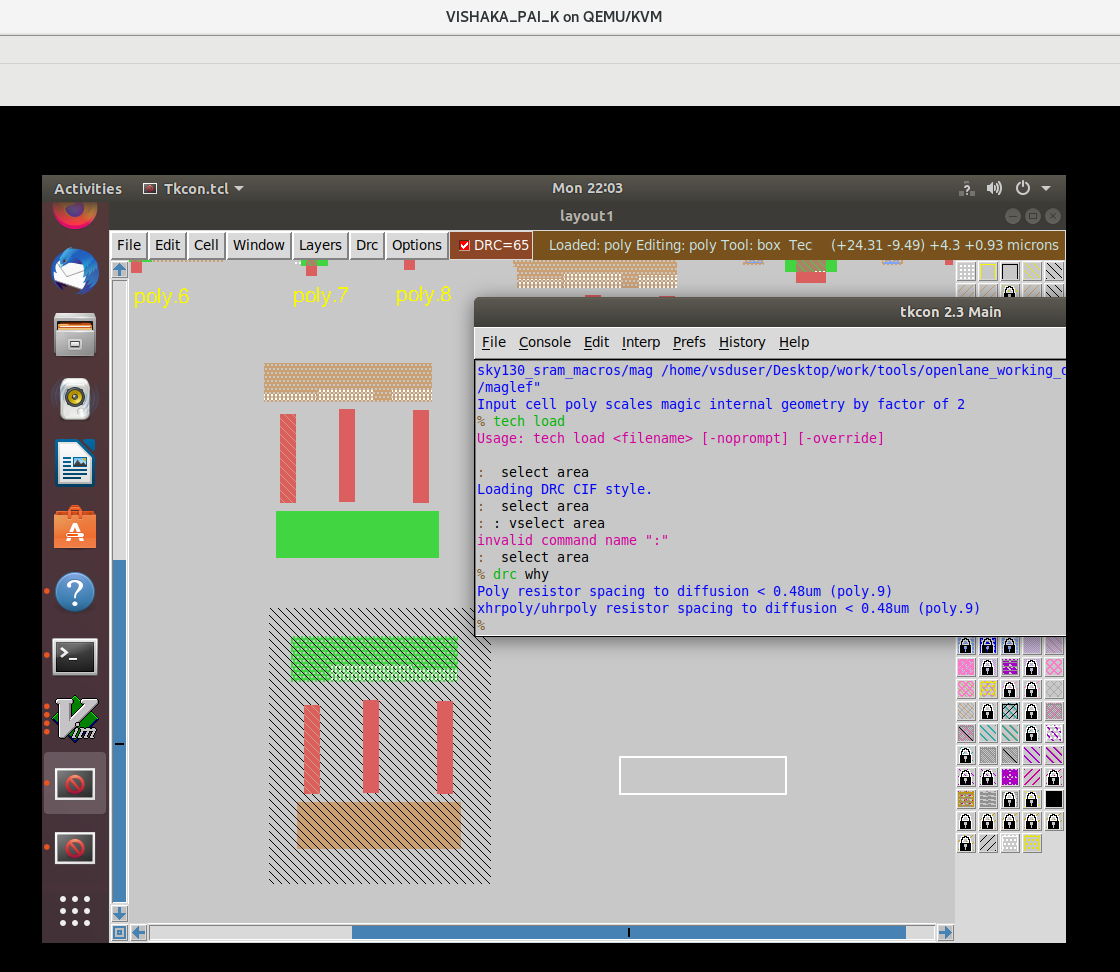 VISHAKA_PAI_K on QEMU/KVM
Activities Tkcon.tcl Mon 22:03
layout1
File Edit Cell Window Layers Drc Options DRC=65 Loaded: poly Editing: poly Tool: box Tec (+24.31 -9.49) +4.3 +0.93 microns
poly.6 poly.7 poly.8
tkcon 2.3 Main
File Console Edit Interp Prefs History Help
sky130_sram_macros/mag /home/vsduser/Desktop/work/tools/openlane_working_
/maglef"
Input cell poly scales magic internal geometry by factor of 2
% tech load
Usage: tech load <filename> [-noprompt] [-override]
: select area
Loading DRC CIF style.
: select area
: : vselect area
invalid command name ":"
: select area
% drc why
Poly resistor spacing to diffusion < 0.48um (poly.9)
xhrpoly/uhrpoly resistor spacing to diffusion < 0.48um (poly.9)
%